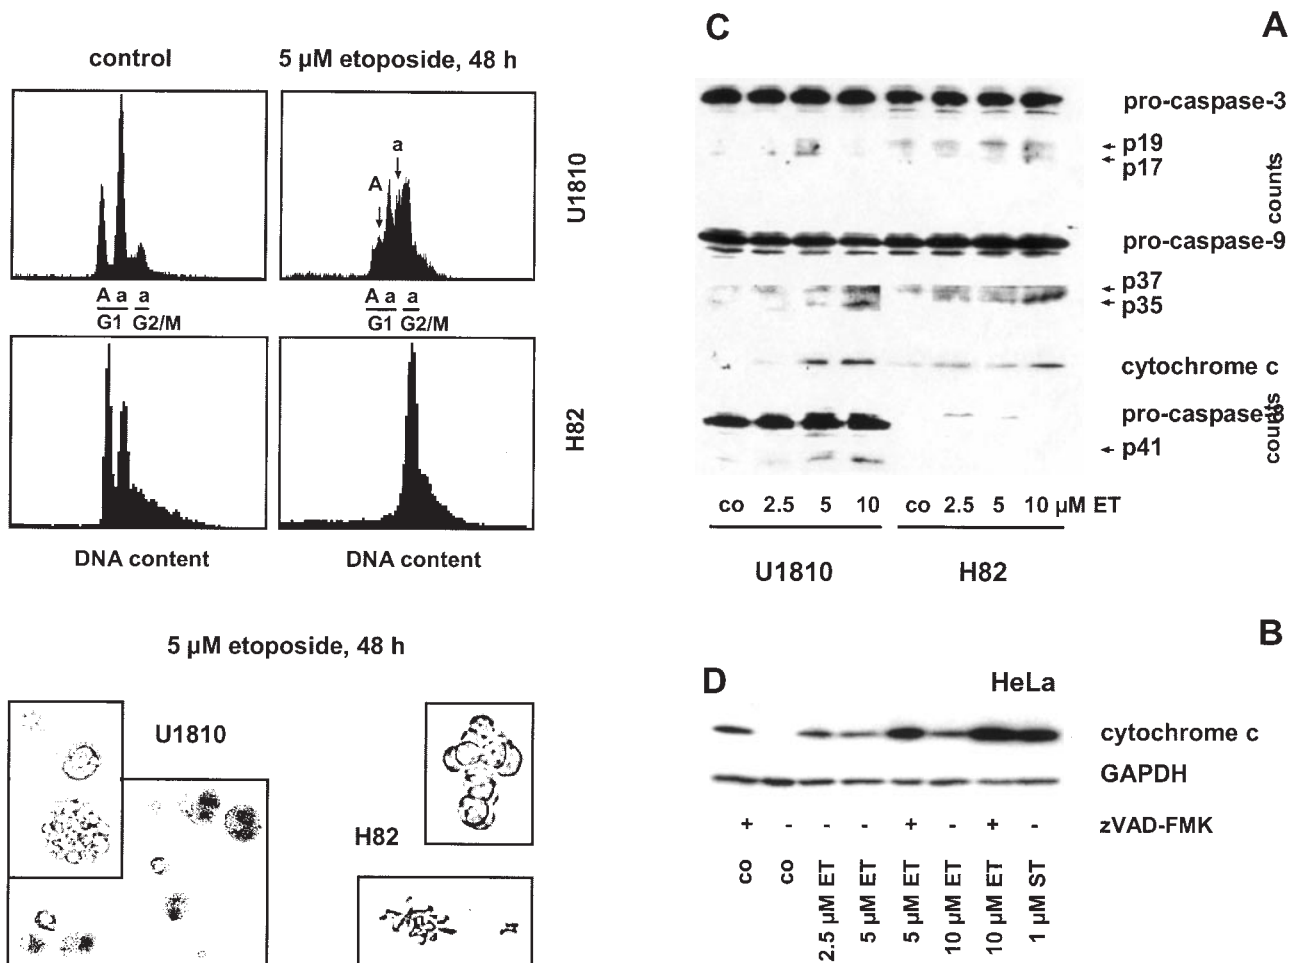 control
5 µM etoposide, 48 h
a
A
U1810
A a a
G1 G2/M
A a a
G1 G2/M
H82
DNA content
DNA content
5 µM etoposide, 48 h
U1810
H82
C
A
pro-caspase-3
p19
p17
counts
pro-caspase-9
p37
p35
cytochrome c
pro-caspase-8
counts
p41
co 2.5 5 10 co 2.5 5 10 µM ET
U1810 H82
B
D
HeLa
cytochrome c
GAPDH
+ - - - + - + - zVAD-FMK
co
co
2.5 µM ET
5 µM ET
5 µM ET
10 µM ET
10 µM ET
1 µM ST